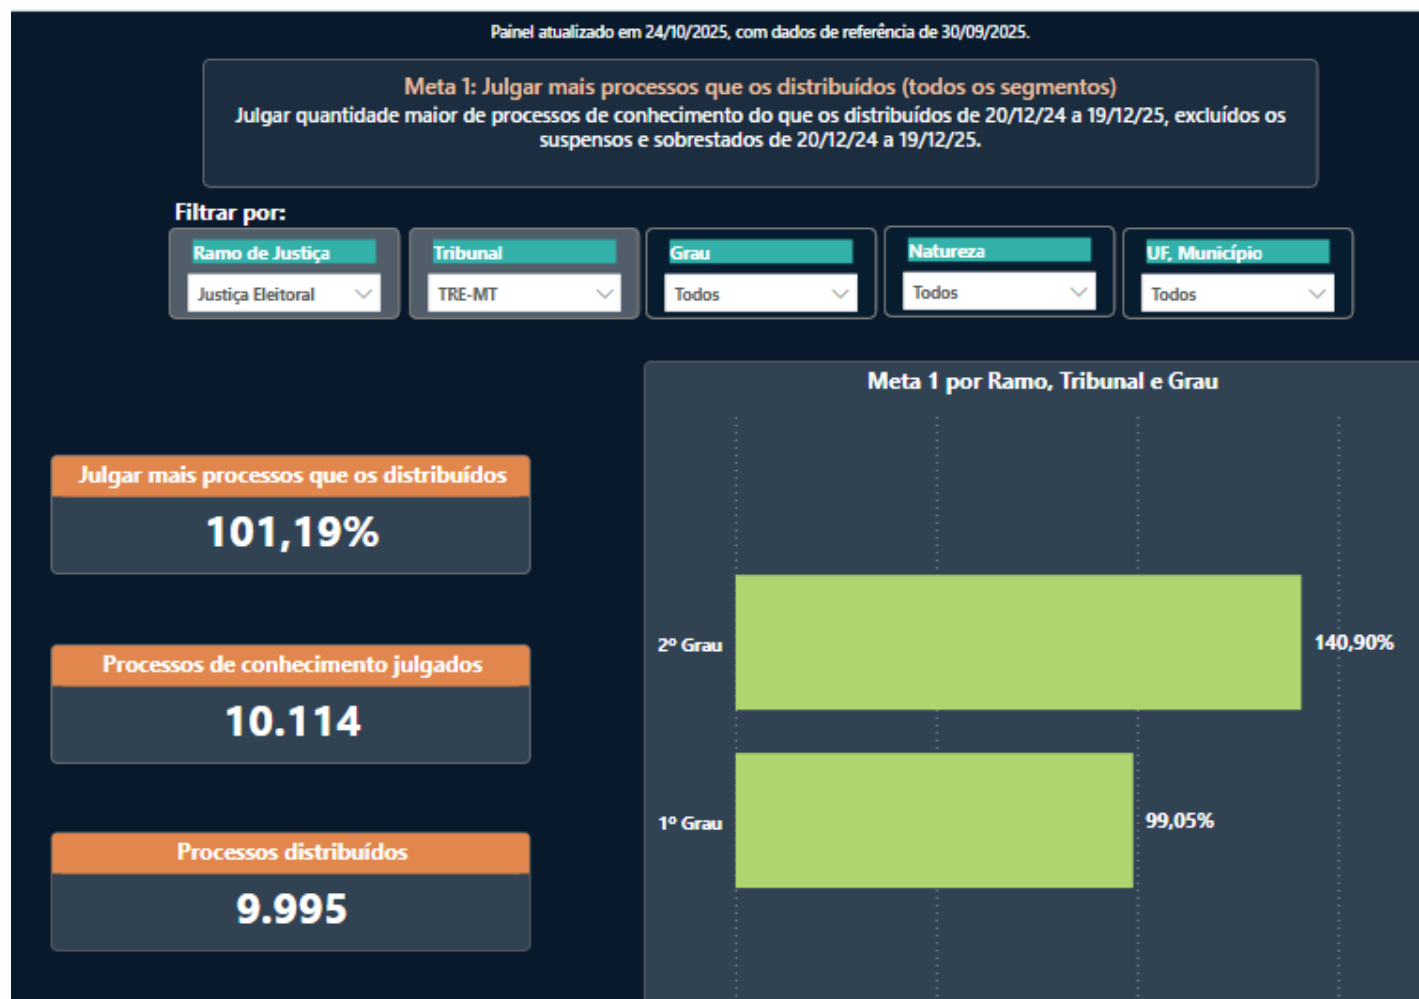 Painel atualizado em 24/10/2025, com dados de referência de 30/09/2025.
Meta 1: Julgar mais processos que os distribuídos (todos os segmentos)
Julgar quantidade maior de processos de conhecimento do que os distribuídos de 20/12/24 a 19/12/25, excluídos os
suspensos e sobrestados de 20/12/24 a 19/12/25.
Filtrar por:
Ramo de Justiça
Justiça Eleitoral
Tribunal
TRE-MT
Grau
Todos
Natureza
Todos
UF, Município
Todos
Julgar mais processos que os distribuídos
101,19%
Processos de conhecimento julgados
10.114
Processos distribuídos
9.995
Meta 1 por Ramo, Tribunal e Grau
2º Grau
140,90%
1º Grau
99,05%